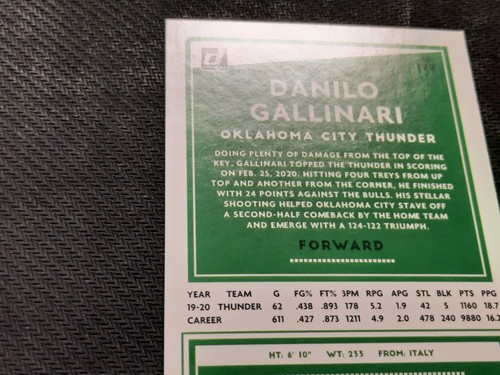 DANILO
GALLINARI
OKLAHOMA CITY THUNDER
DOING PLENTY OF DAMAGE FROM THE TOP OF THE
KEY, GALLINARI TOPPED THE THUNDER IN SCORING
ON FEB. 25, 2020. HITTING FOUR TREYS FROM UP
TOP AND ANOTHER FROM THE CORNER, HE FINISHED
WITH 24 POINTS AGAINST THE BULLS. HIS STELLAR
SHOOTING HELPED OKLAHOMA CITY STAVE OFF
A SECOND-HALF COMEBACK BY THE HOME TEAM
AND EMERGE WITH A 124-122 TRIUMPH.
FORWARD
YEAR TEAM G FG% FT% 3PM RPG APG STL BLK PTS PPG
19-20 THUNDER 62 .438 .893 178 5.2 1.9 42 5 1160 18.7
CAREER 611 .427 .873 1211 4.9 2.0 478 240 9880 16.2
HT: 6' 10" WT: 233 FROM: ITALY